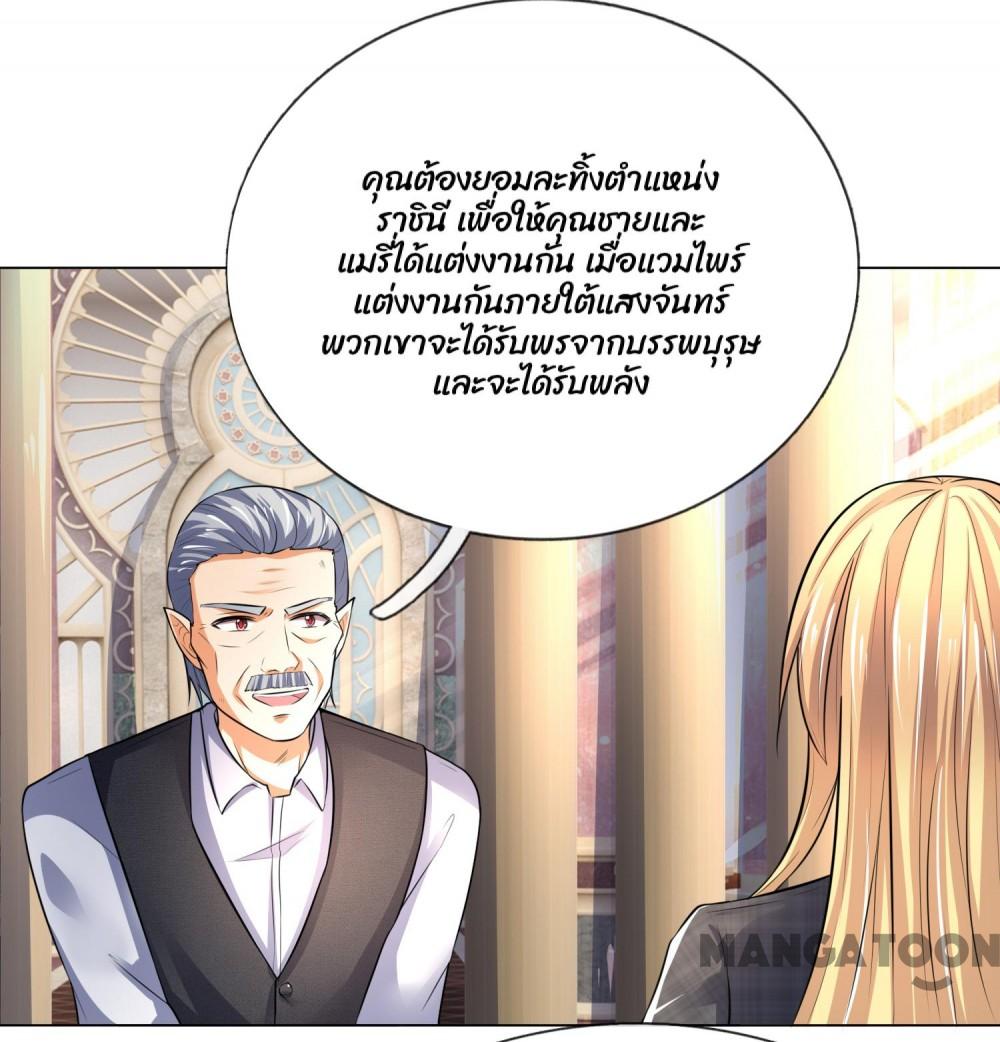 คุณต้องยอมละทิ้งตำแหน่ง
ราชินี เพื่อให้คุณชายและ
แมรี่ได้แต่งงานกัน เมื่อแวมไพร์
แต่งงานกันภายใต้แสงจันทร์
พวกเขาจะได้รับพรจากบรรพบุรุษ
และจะได้รับพลัง
MANGATOON